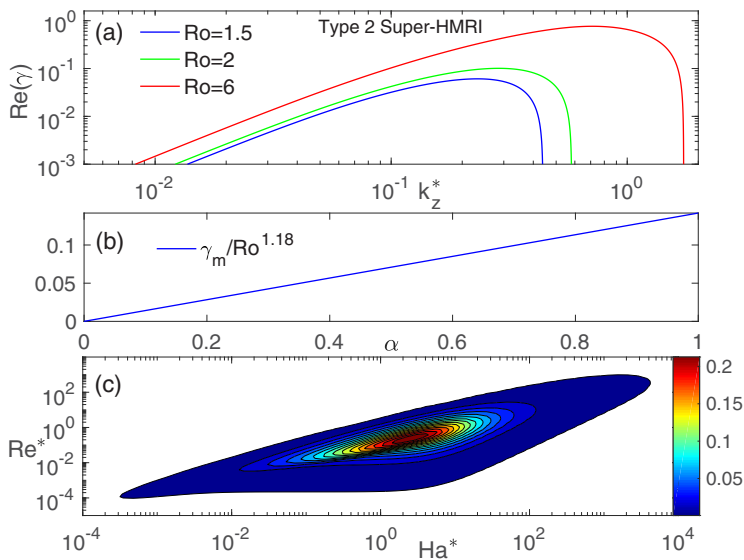 (a)
Type 2 Super-HMRI
Ro=1.5
Ro=2
Ro=6
Re(γ)
10^0
10^-1
10^-2
10^-3
10^-2 10^-1 k_z^* 10^0
(b)
γ_m/Ro^1.18
0.1
0.05
0
0 0.2 0.4 α 0.6 0.8 1
(c)
Re^*
10^2
10^0
10^-2
10^-4
10^-4 10^-2 10^0 Ha^* 10^2 10^4
0.2
0.15
0.1
0.05